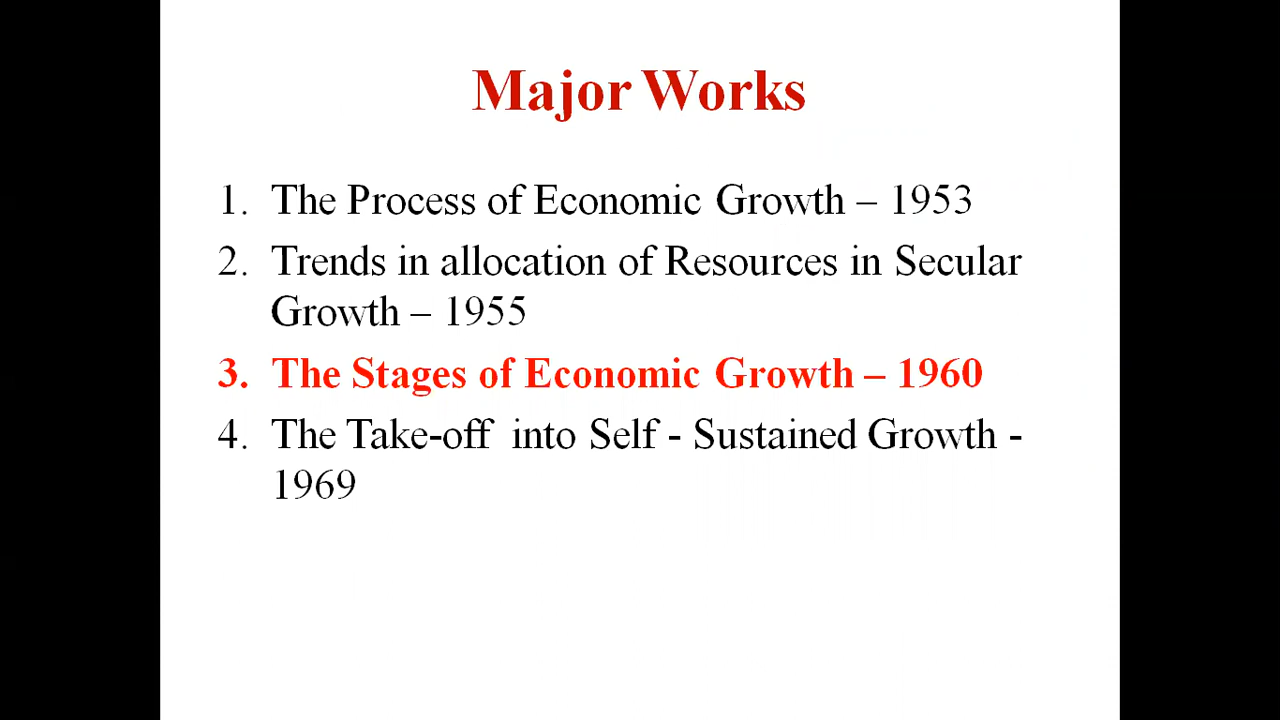 Major Works
1. The Process of Economic Growth – 1953
2. Trends in allocation of Resources in Secular
Growth – 1955
3. The Stages of Economic Growth – 1960
4. The Take-off into Self - Sustained Growth -
1969